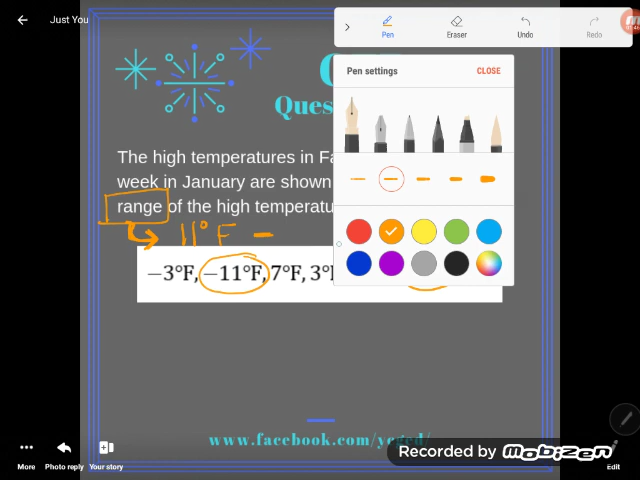 Just You
Pen
Eraser
Undo
Redo
Pen settings
CLOSE
Ques
The high temperatures in Fa
week in January are shown
range of the high temperatu
11°F -
−3°F, −11°F, 7°F, 3°F
www.facebook.com/ycged/
Recorded by mobizen
More
Photo reply
Your story
Edit